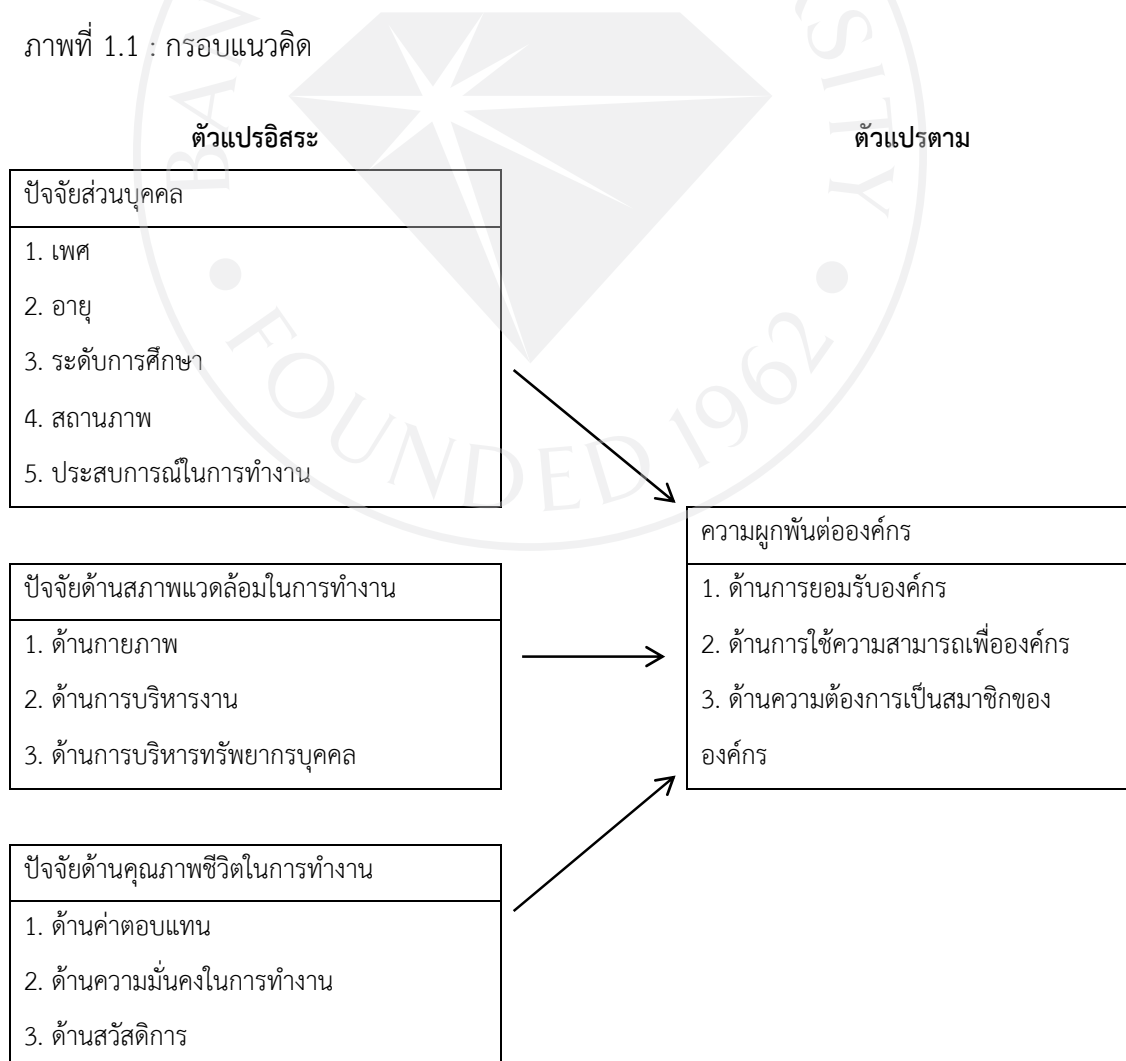 ภาพที่ 1.1 : กรอบแนวคิด
ตัวแปรอิสระ
ตัวแปรตาม
ปัจจัยส่วนบุคคล
1. เพศ
2. อายุ
3. ระดับการศึกษา
4. สถานภาพ
5. ประสบการณ์ในการทำงาน
ปัจจัยด้านสภาพแวดล้อมในการทำงาน
1. ด้านกายภาพ
2. ด้านการบริหารงาน
3. ด้านการบริหารทรัพยากรบุคคล
ปัจจัยด้านคุณภาพชีวิตในการทำงาน
1. ด้านค่าตอบแทน
2. ด้านความมั่นคงในการทำงาน
3. ด้านสวัสดิการ
ความผูกพันต่อองค์กร
1. ด้านการยอมรับองค์กร
2. ด้านการใช้ความสามารถเพื่อองค์กร
3. ด้านความต้องการเป็นสมาชิกของ
องค์กร
FOUNDED 1962